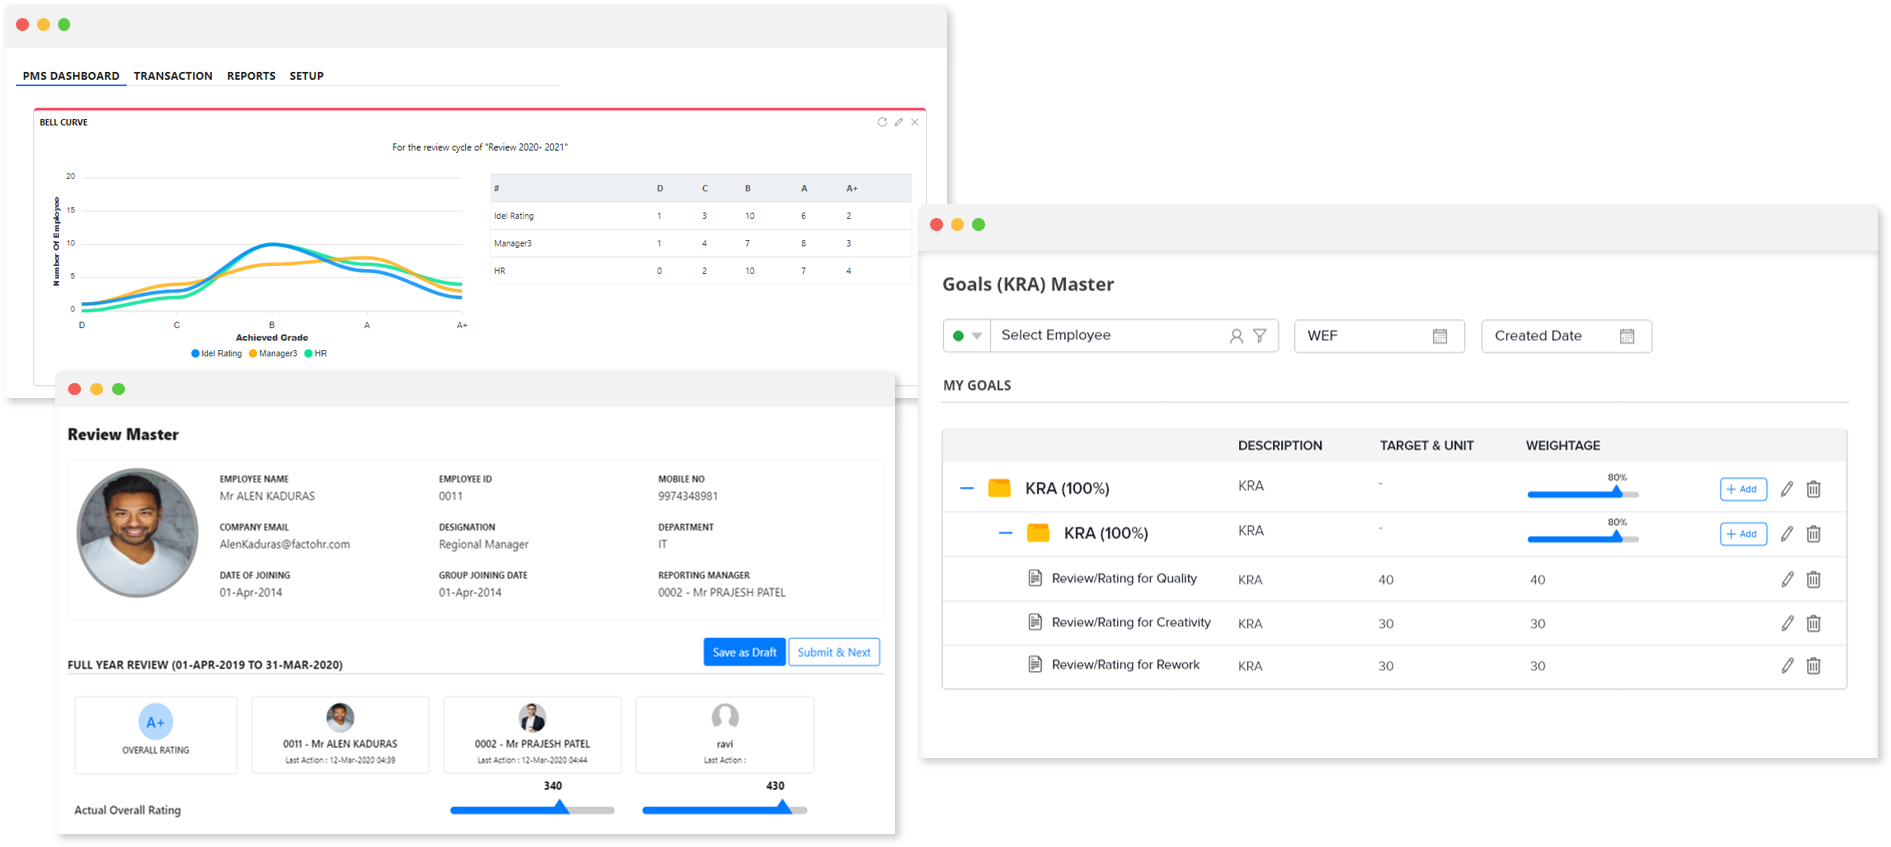 PMS DASHBOARD TRANSACTION REPORTS SETUP
BELL CURVE
For the review cycle of "Review 2020- 2021"
Number Of Employee
20
15
10
5
0
D C B A A+
Achieved Grade
Idel Rating Manager3 HR
# D C B A A+
Idel Rating 1 3 10 6 2
Manager3 1 4 7 8 3
HR 0 2 10 7 4
Review Master
EMPLOYEE NAME EMPLOYEE ID MOBILE NO
Mr ALEN KADURAS 0011 9974348981
COMPANY EMAIL DESIGNATION DEPARTMENT
AlenKaduras@factohr.com Regional Manager IT
DATE OF JOINING GROUP JOINING DATE REPORTING MANAGER
01-Apr-2014 01-Apr-2014 0002 - Mr PRAJESH PATEL
Save as Draft Submit & Next
FULL YEAR REVIEW (01-APR-2019 TO 31-MAR-2020)
A+
OVERALL RATING
0011 - Mr ALEN KADURAS
Last Action : 12-Mar-2020 04:39
0002 - Mr PRAJESH PATEL
Last Action : 12-Mar-2020 04:44
ravi
Last Action :
340 430
Actual Overall Rating
Goals (KRA) Master
Select Employee WEF Created Date
MY GOALS
DESCRIPTION TARGET & UNIT WEIGHTAGE
KRA (100%) KRA - 80% + Add
KRA (100%) KRA - 80% + Add
Review/Rating for Quality KRA 40 40
Review/Rating for Creativity KRA 30 30
Review/Rating for Rework KRA 30 30